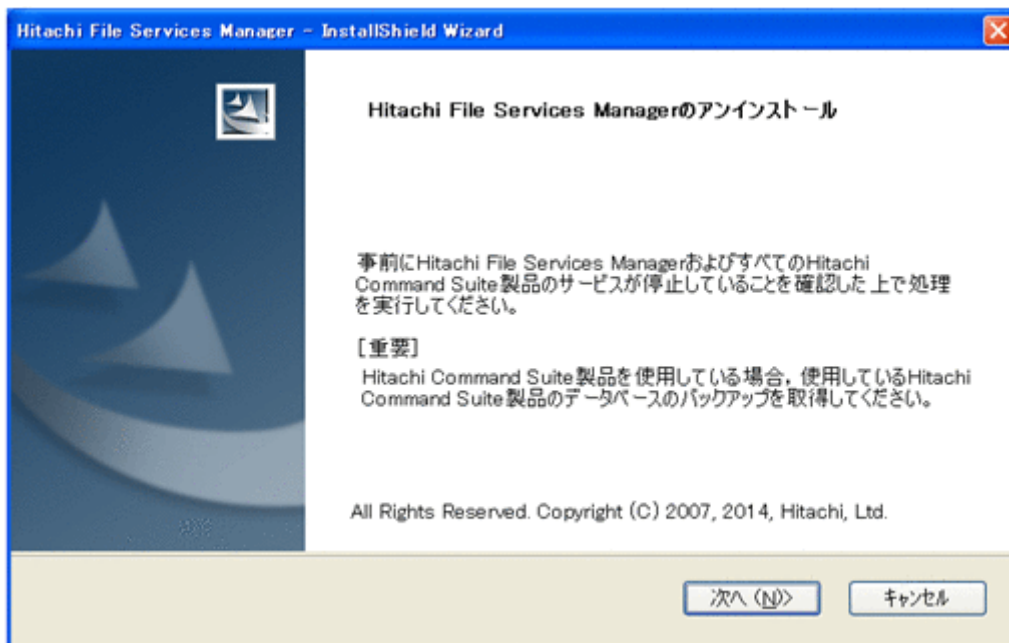 Hitachi File Services Manager - InstallShield Wizard
Hitachi File Services Managerのアンインストール
事前にHitachi File Services ManagerおよびすべてのHitachi
Command Suite製品のサービスが停止していることを確認した上で処理
を実行してください。
[重要]
Hitachi Command Suite製品を使用している場合，使用しているHitachi
Command Suite製品のデータベースのバックアップを取得してください。
All Rights Reserved. Copyright (C) 2007, 2014, Hitachi, Ltd.
次へ (N)>
キャンセル